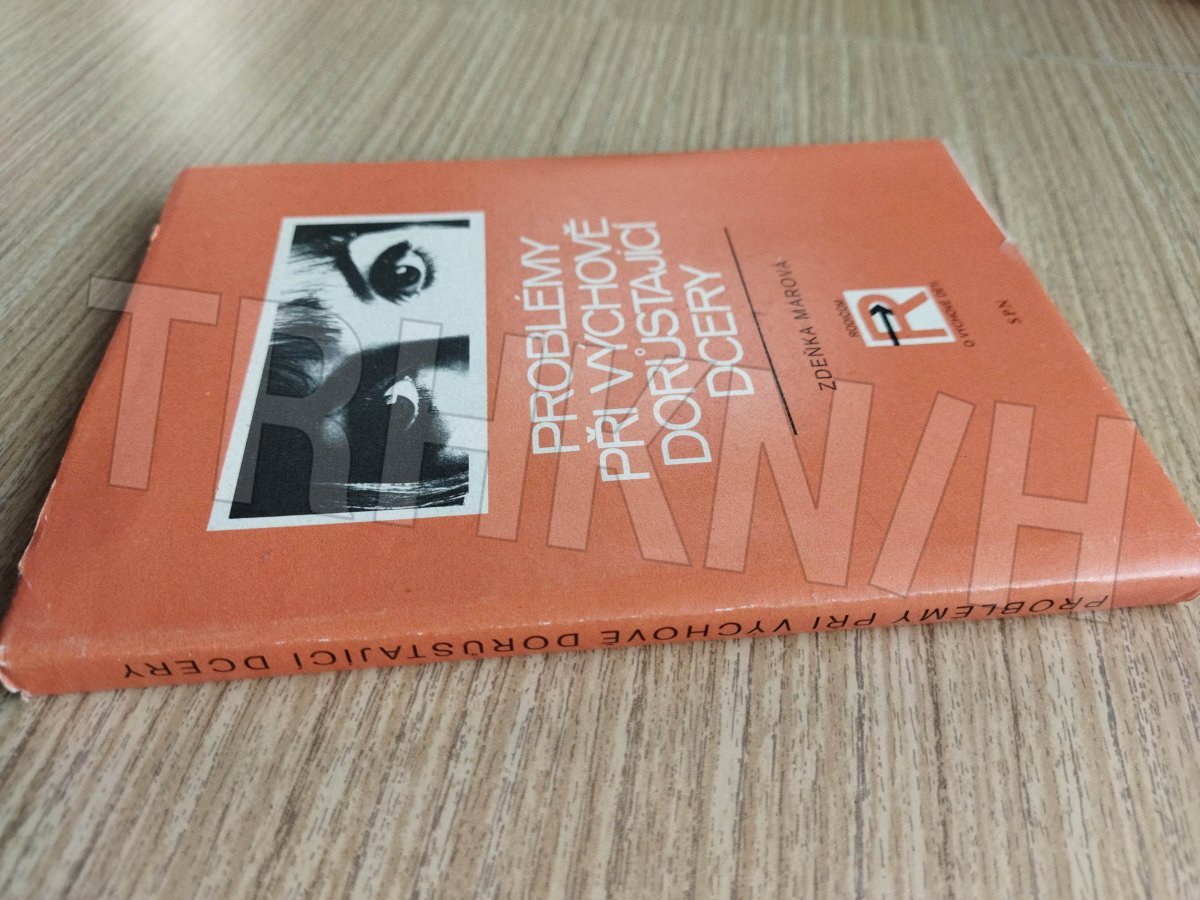 PROBLÉMY
PŘI VÝCHOVĚ
DORŮSTAJÍCÍ
DCERY
ZDEŇKA MAROVÁ
RODIČŮM
R
O VÝCHOVĚ DĚTÍ
SPN
PROBLÉMY PŘI VÝCHOVĚ DORŮSTAJÍCÍ DCERY
TRHKNIH